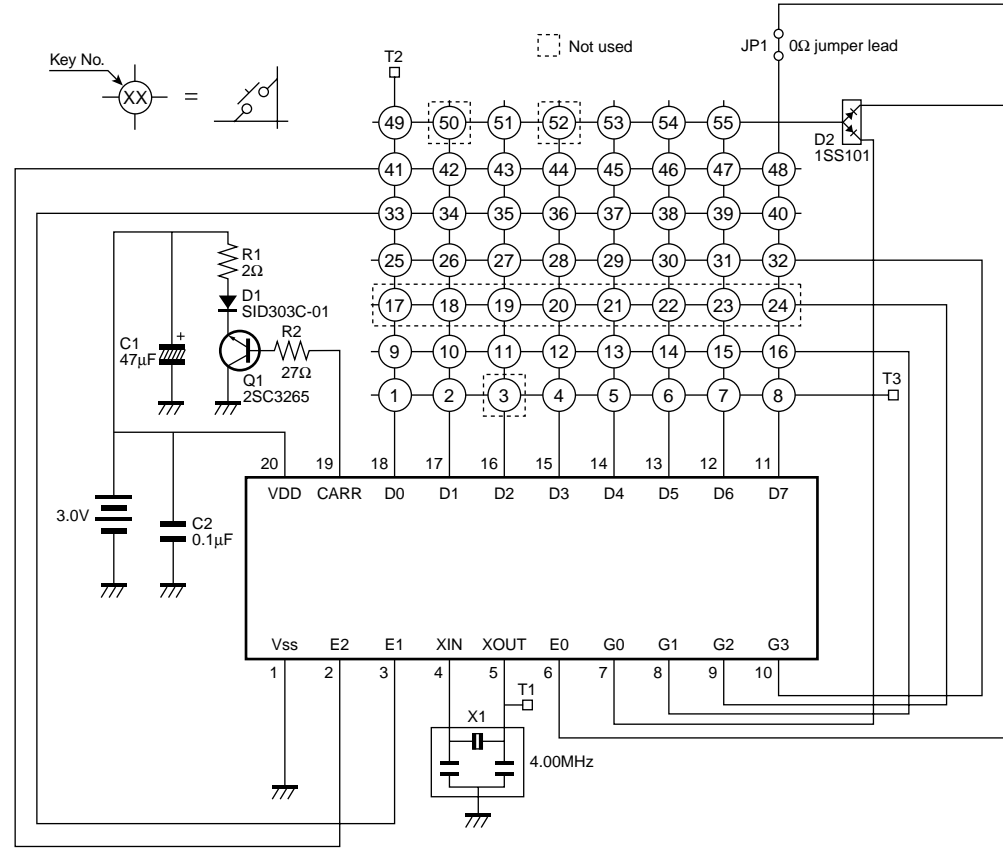 Key No.
XX
=
Not used
JP1
0Ω jumper lead
T2
D2
1SS101
49 50 51 52 53 54 55
41 42 43 44 45 46 47 48
33 34 35 36 37 38 39 40
25 26 27 28 29 30 31 32
17 18 19 20 21 22 23 24
9 10 11 12 13 14 15 16
1 2 3 4 5 6 7 8
T3
R1
2Ω
D1
SID303C-01
R2
27Ω
C1
+
47μF
Q1
2SC3265
3.0V
C2
0.1μF
20 19 18 17 16 15 14 13 12 11
VDD CARR D0 D1 D2 D3 D4 D5 D6 D7
Vss E2 E1 XIN XOUT E0 G0 G1 G2 G3
1 2 3 4 5 6 7 8 9 10
T1
X1
4.00MHz